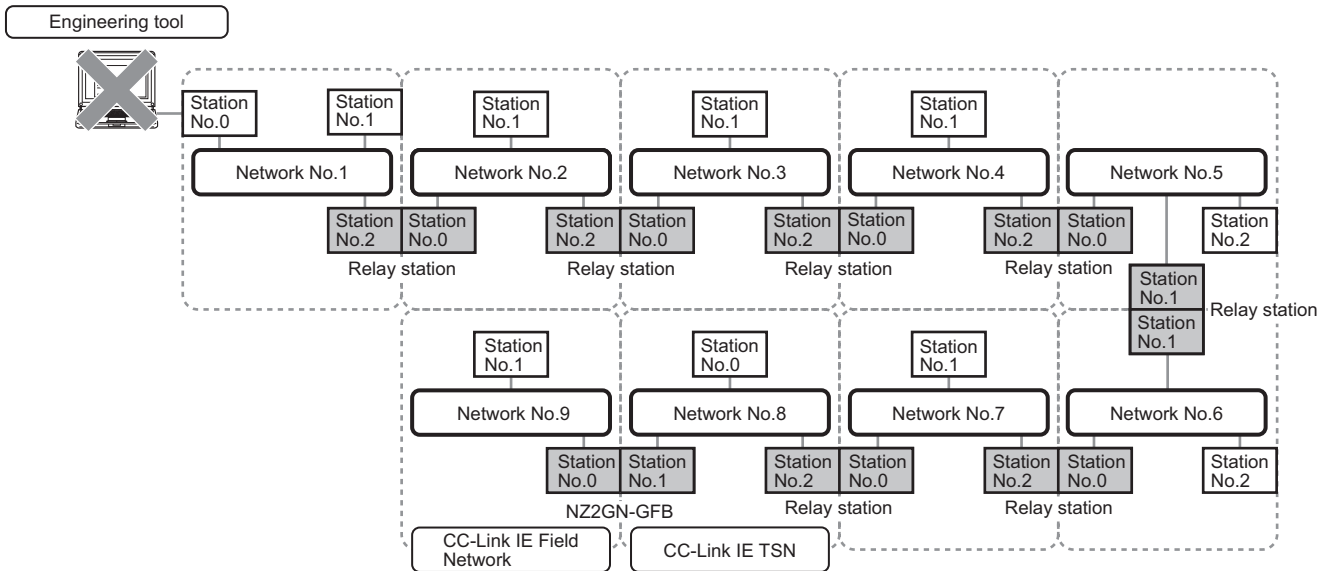 Engineering tool
Station
No.0
Station
No.1
Station
No.1
Station
No.1
Station
No.1
Network No.1
Network No.2
Network No.3
Network No.4
Network No.5
Station
No.2
Station
No.0
Station
No.2
Station
No.0
Station
No.2
Station
No.0
Station
No.2
Station
No.0
Station
No.2
Relay station
Relay station
Relay station
Relay station
Station
No.1
Relay station
Station
No.1
Station
No.1
Station
No.0
Station
No.1
Network No.9
Network No.8
Network No.7
Network No.6
Station
No.0
Station
No.1
Station
No.2
Station
No.0
Station
No.2
Station
No.0
Station
No.2
NZ2GN-GFB
Relay station
Relay station
CC-Link IE Field
Network
CC-Link IE TSN